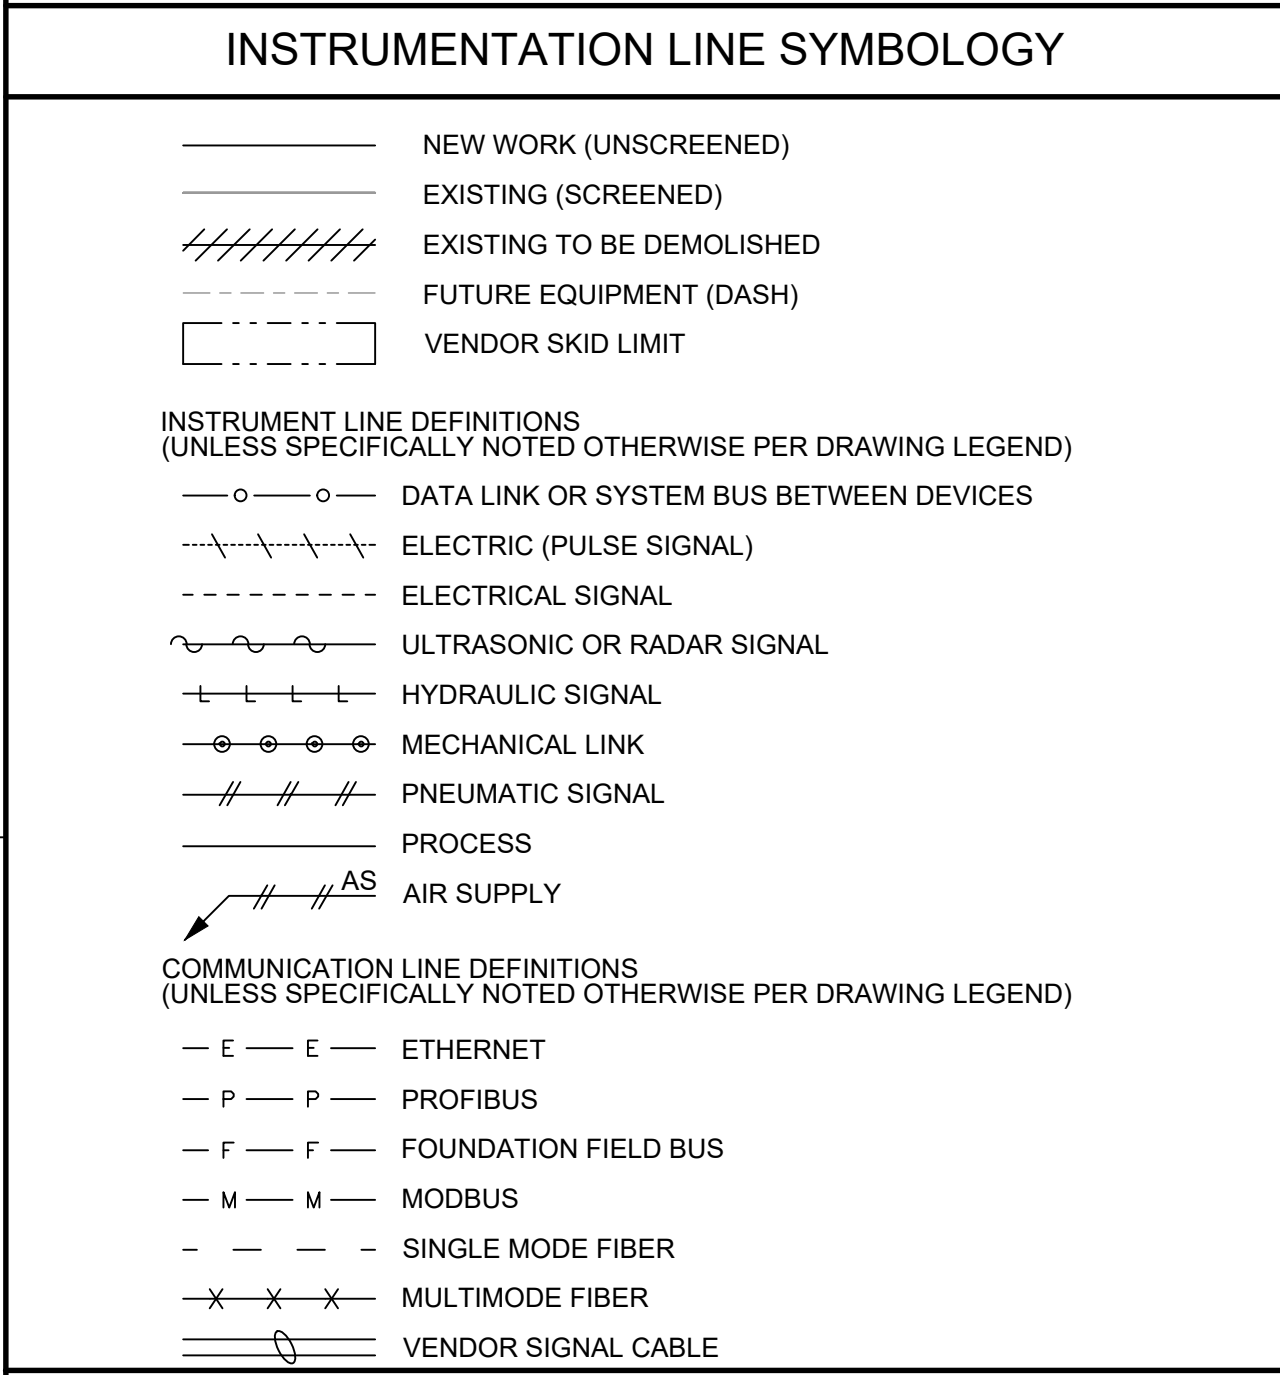 INSTRUMENTATION LINE SYMBOLOGY
NEW WORK (UNSCREENED)
EXISTING (SCREENED)
EXISTING TO BE DEMOLISHED
FUTURE EQUIPMENT (DASH)
VENDOR SKID LIMIT
INSTRUMENT LINE DEFINITIONS
(UNLESS SPECIFICALLY NOTED OTHERWISE PER DRAWING LEGEND)
DATA LINK OR SYSTEM BUS BETWEEN DEVICES
ELECTRIC (PULSE SIGNAL)
ELECTRICAL SIGNAL
ULTRASONIC OR RADAR SIGNAL
L L L L HYDRAULIC SIGNAL
MECHANICAL LINK
PNEUMATIC SIGNAL
PROCESS
AS AIR SUPPLY
COMMUNICATION LINE DEFINITIONS
(UNLESS SPECIFICALLY NOTED OTHERWISE PER DRAWING LEGEND)
E E ETHERNET
P P PROFIBUS
F F FOUNDATION FIELD BUS
M M MODBUS
SINGLE MODE FIBER
X X X MULTIMODE FIBER
VENDOR SIGNAL CABLE